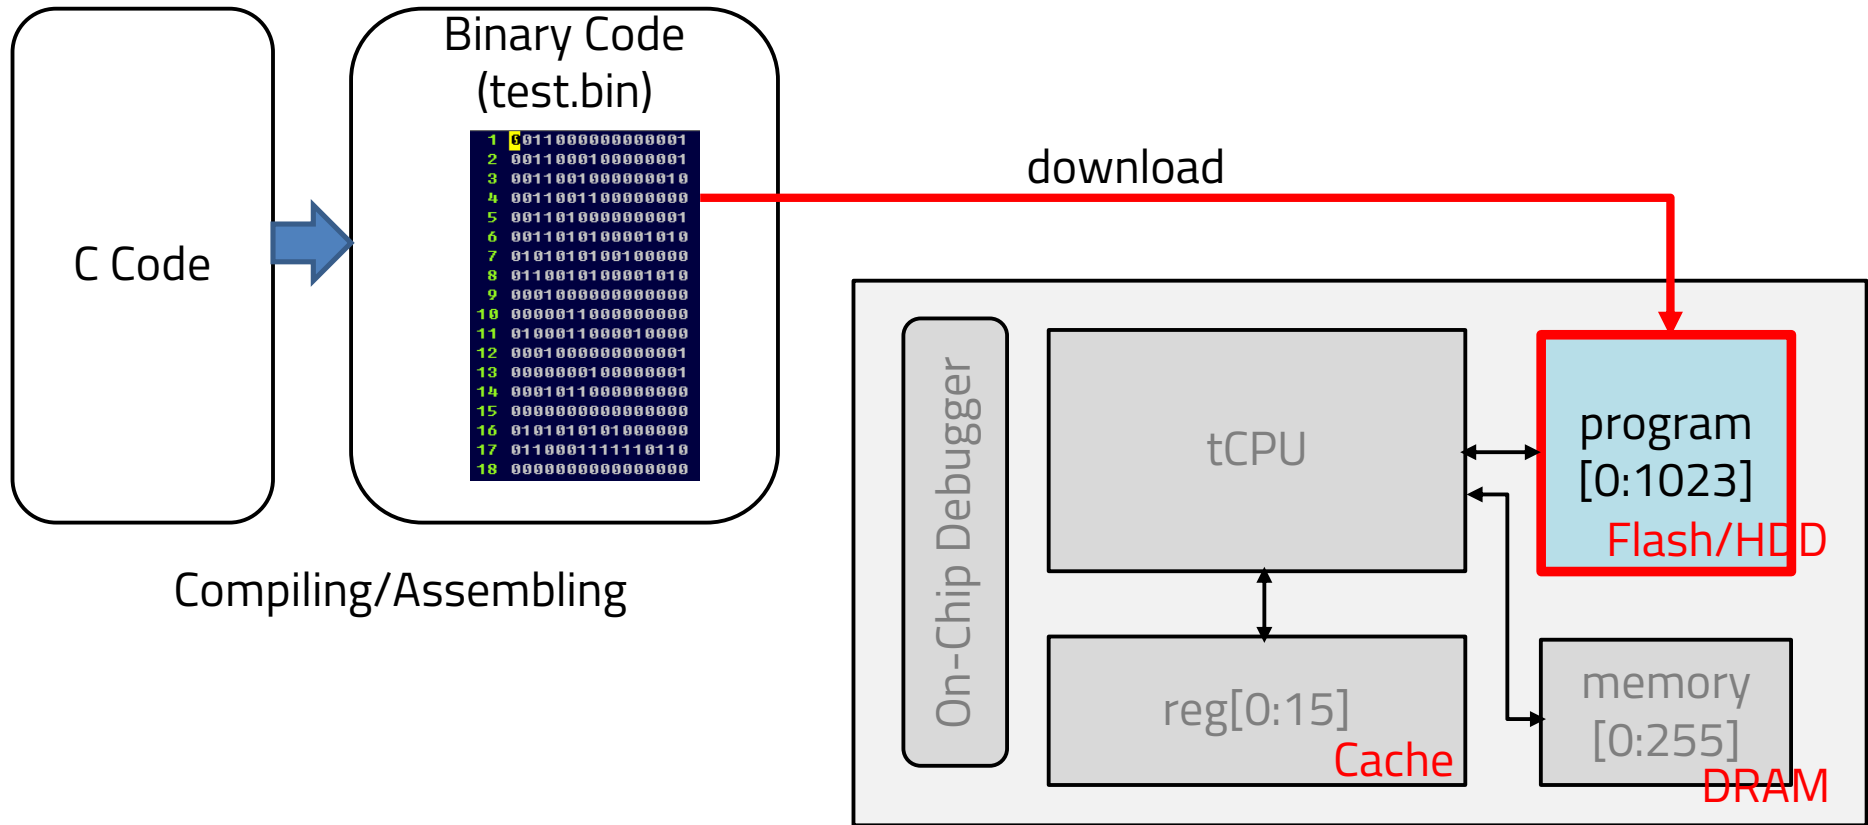 C Code
Binary Code
(test.bin)
1 0011000000000001
2 0011000100000001
3 0011001000000010
4 0011001100000000
5 0011010000000001
6 0011010100001010
7 0101010100100000
8 0110010100001010
9 0001000000000000
10 0000011000000000
11 0100011000010000
12 0001000000000001
13 0000000100000001
14 0001011000000000
15 0000000000000000
16 0101010101000000
17 0110001111110110
18 0000000000000000
Compiling/Assembling
download
On-Chip Debugger
tCPU
program
[0:1023]
Flash/HDD
reg[0:15]
Cache
memory
[0:255]
DRAM